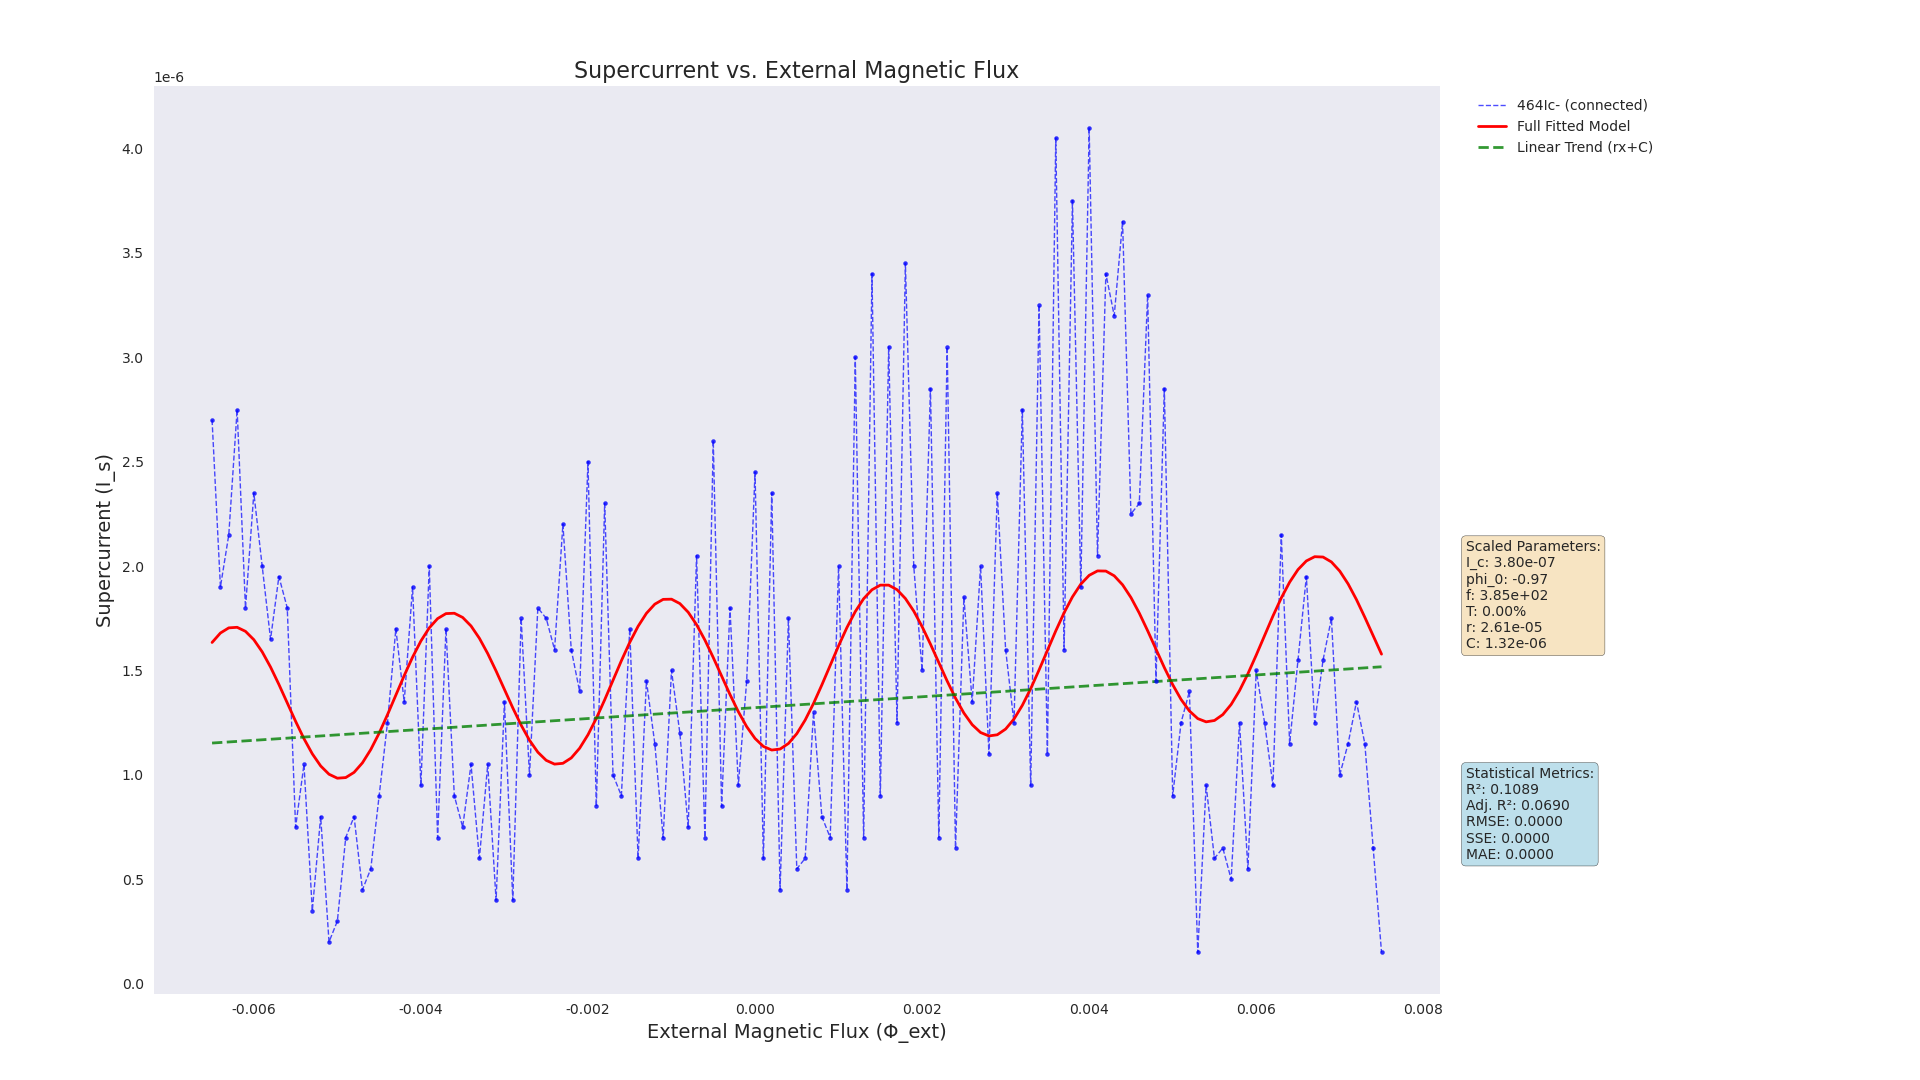 Supercurrent vs. External Magnetic Flux
1e-6
4.0
3.5
3.0
2.5
2.0
1.5
1.0
0.5
0.0
Supercurrent (I_s)
-0.006
-0.004
-0.002
0.000
0.002
0.004
0.006
0.008
External Magnetic Flux (Φ_ext)
464Ic- (connected)
Full Fitted Model
Linear Trend (rx+C)
Scaled Parameters:
I_c: 3.80e-07
phi_0: -0.97
f: 3.85e+02
T: 0.00%
r: 2.61e-05
C: 1.32e-06
Statistical Metrics:
R²: 0.1089
Adj. R²: 0.0690
RMSE: 0.0000
SSE: 0.0000
MAE: 0.0000